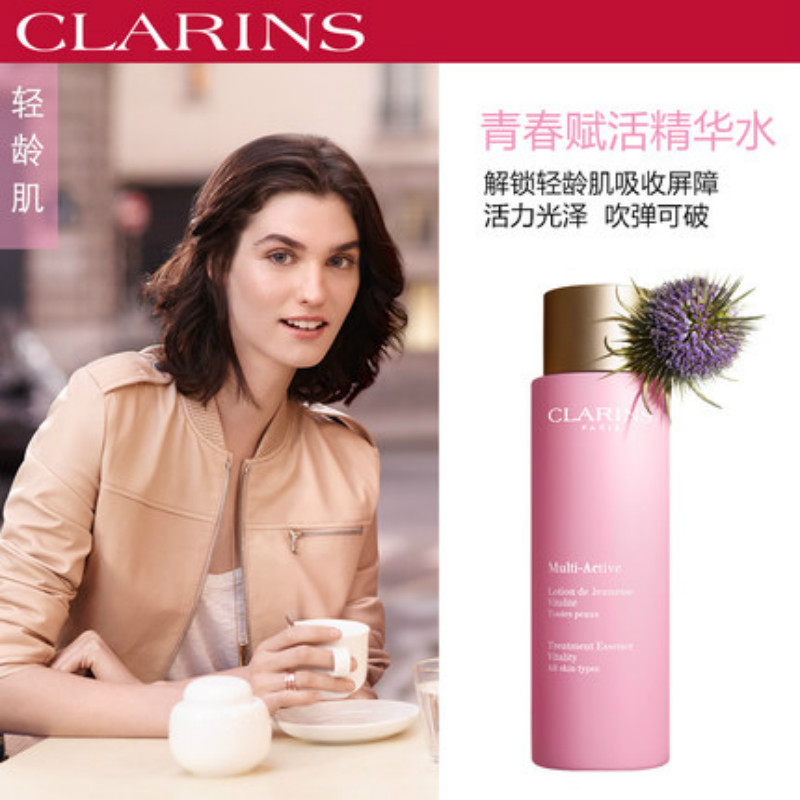 CLARINS
轻龄肌
青春赋活精华水
解锁轻龄肌吸收屏障
活力光泽 吹弹可破
CLARINS
PARIS
Multi-Active
Lotion de Jeunesse
Vitalité
Toutes peaux
Treatment Essence
Vitality
All skin types